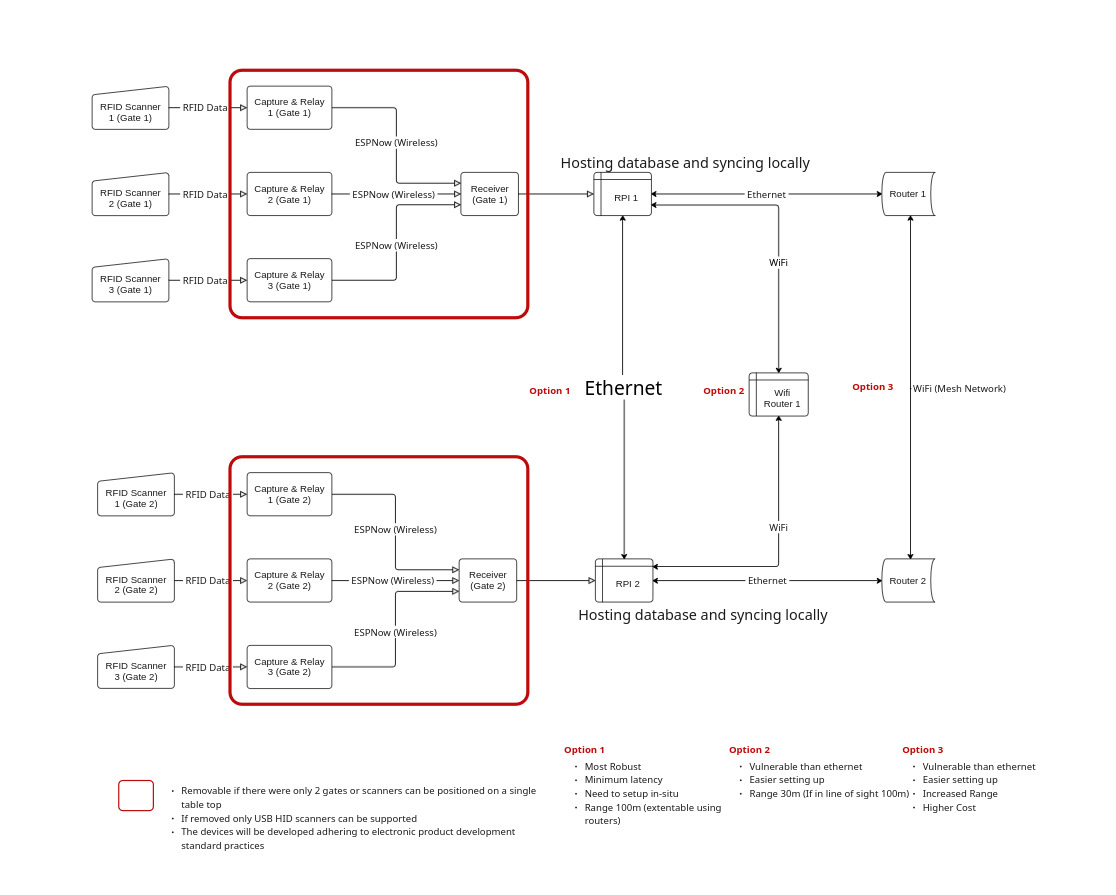 RFID Scanner
1 (Gate 1)
RFID Data
Capture & Relay
1 (Gate 1)
ESPNow (Wireless)
RFID Scanner
2 (Gate 1)
RFID Data
Capture & Relay
2 (Gate 1)
ESPNow (Wireless)
Receiver
(Gate 1)
RFID Scanner
3 (Gate 1)
RFID Data
Capture & Relay
3 (Gate 1)
ESPNow (Wireless)
Hosting database and syncing locally
RPI 1
Ethernet
Router 1
WiFi
Option 1
Ethernet
Option 2
Wifi
Router 1
Option 3
WiFi (Mesh Network)
WiFi
RFID Scanner
1 (Gate 2)
RFID Data
Capture & Relay
1 (Gate 2)
ESPNow (Wireless)
RFID Scanner
2 (Gate 2)
RFID Data
Capture & Relay
2 (Gate 2)
ESPNow (Wireless)
Receiver
(Gate 2)
RFID Scanner
3 (Gate 2)
RFID Data
Capture & Relay
3 (Gate 2)
ESPNow (Wireless)
RPI 2
Ethernet
Router 2
Hosting database and syncing locally
· Removable if there were only 2 gates or scanners can be positioned on a single
table top
· If removed only USB HID scanners can be supported
· The devices will be developed adhering to electronic product development
standard practices
Option 1
· Most Robust
· Minimum latency
· Need to setup in-situ
· Range 100m (extentable using
routers)
Option 2
· Vulnerable than ethernet
· Easier setting up
· Range 30m (If in line of sight 100m)
Option 3
· Vulnerable than ethernet
· Easier setting up
· Increased Range
· Higher Cost